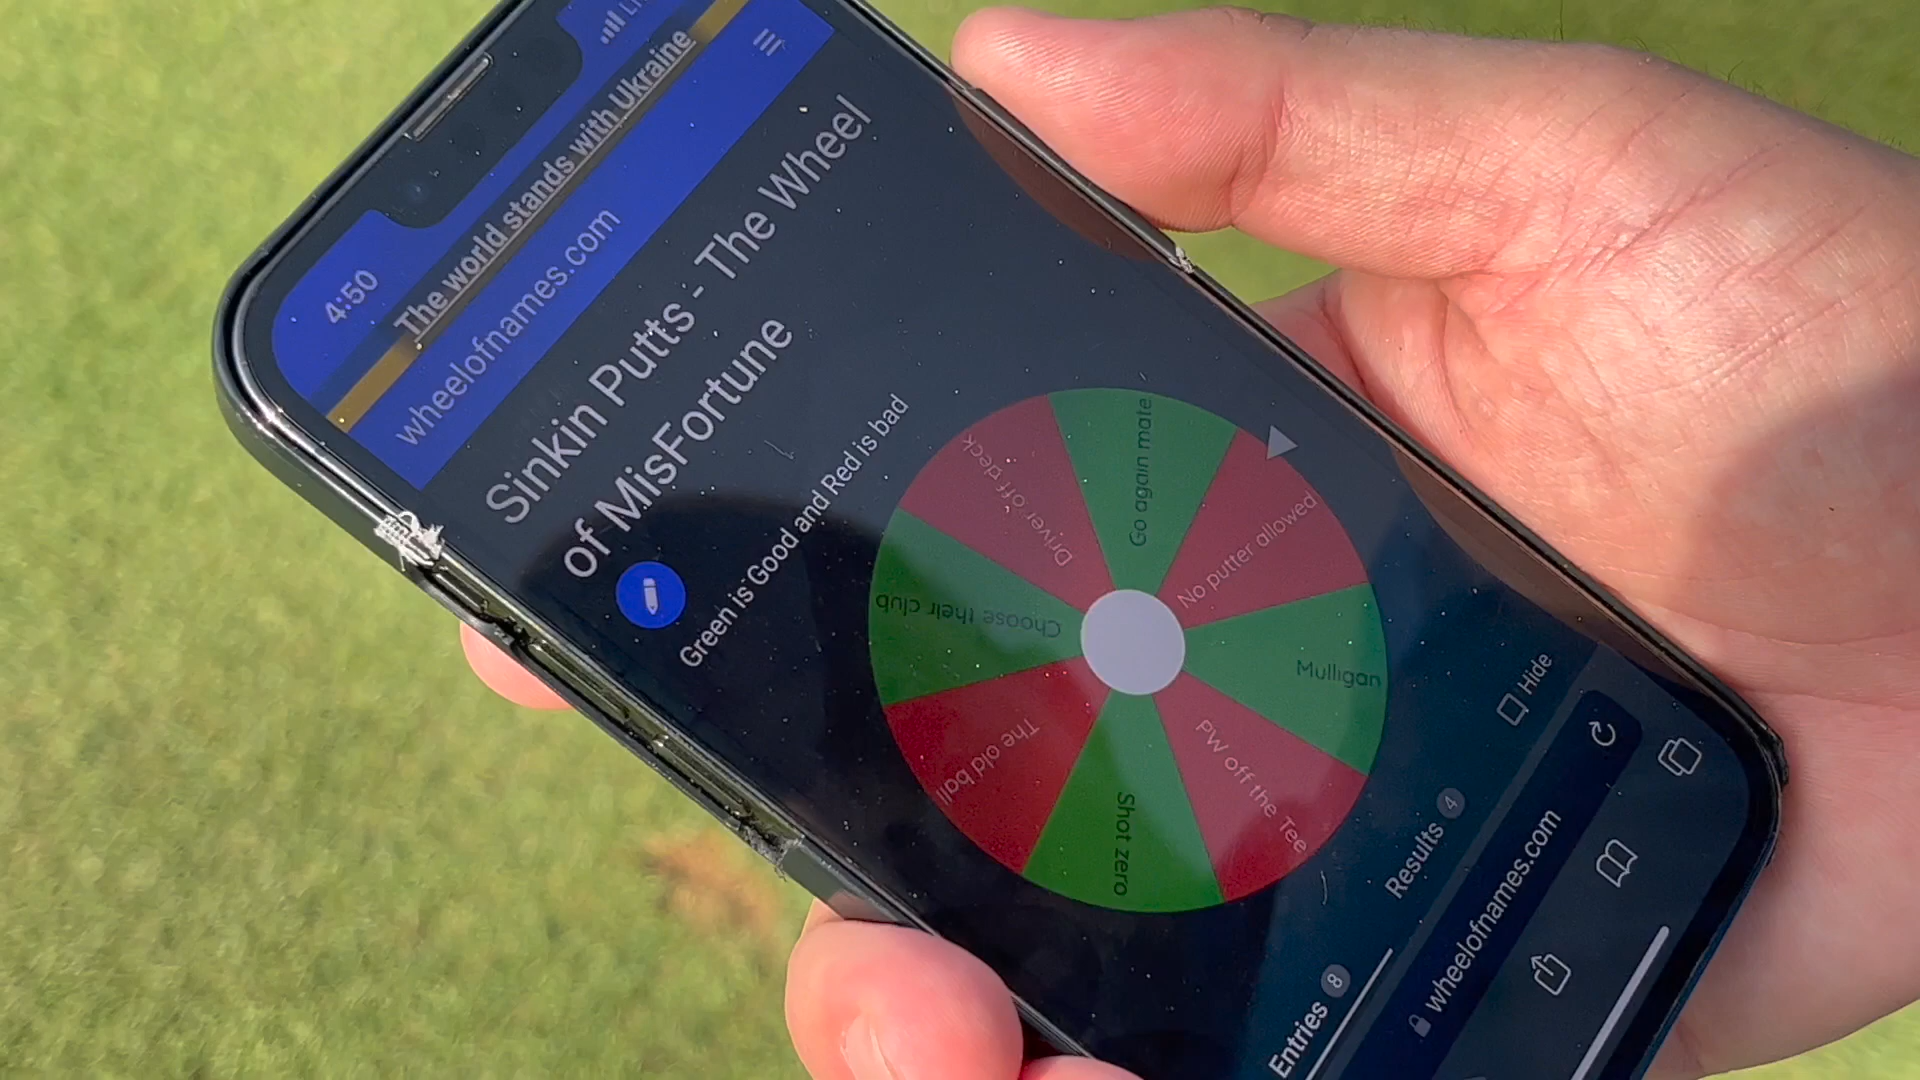 4:50
The world stands with Ukraine
wheelofnames.com
Sinkin Putts - The Wheel
of MisFortune
Green is Good and Red is bad
Go again mate
No putter allowed
Mulligan
PW off the Tee
Shot zero
The old ball
Choose their club
Driver off deck
Hide
Entries 8
Results 4
wheelofnames.com